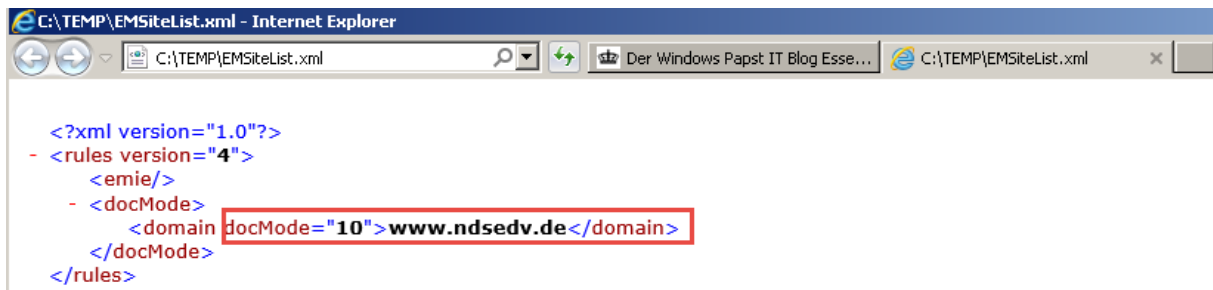 C:\TEMP\EMSiteList.xml - Internet Explorer
C:\TEMP\EMSiteList.xml Der Windows Papst IT Blog Esse... C:\TEMP\EMSiteList.xml
<?xml version="1.0"?>
- <rules version="4">
<emie/>
- <docMode>
<domain docMode="10">www.ndsedv.de</domain>
</docMode>
</rules>